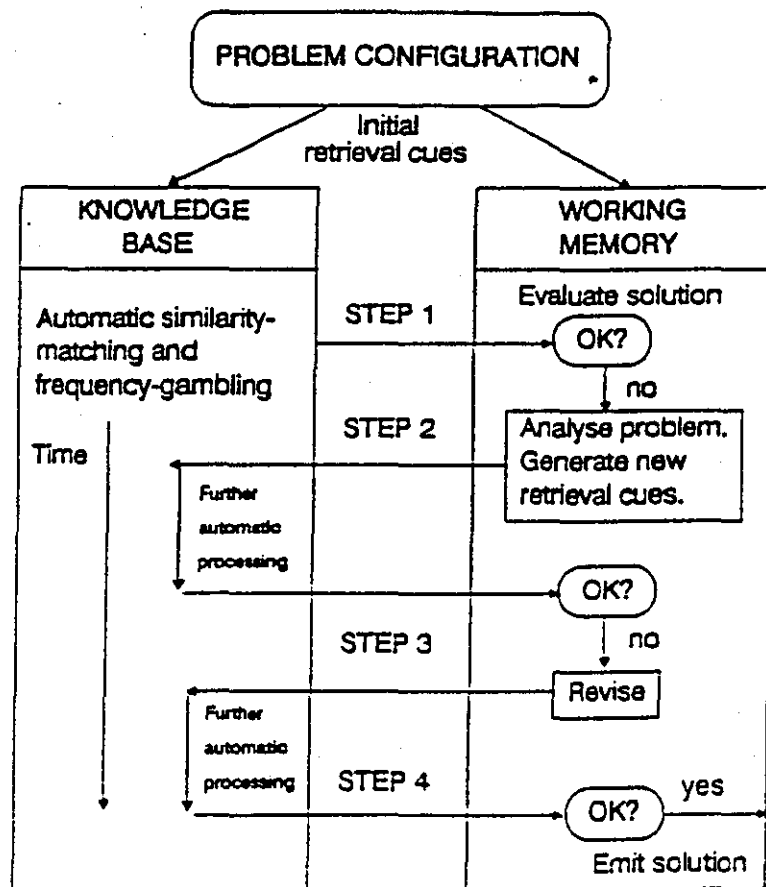 PROBLEM CONFIGURATION
Initial
retrieval cues
KNOWLEDGE
BASE
WORKING
MEMORY
Automatic similarity-
matching and
frequency-gambling
STEP 1
Evaluate solution
OK?
no
STEP 2
Analyse problem.
Generate new
retrieval cues.
Time
Further
automatic
processing
OK?
no
STEP 3
Revise
Further
automatic
processing
STEP 4
OK?
yes
Emit solution